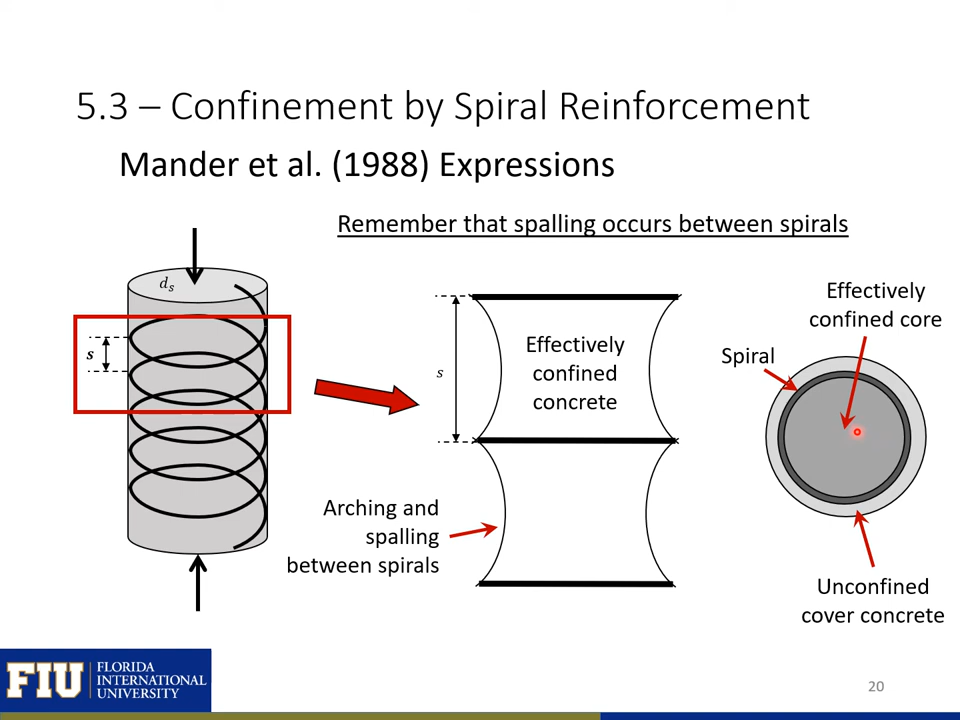 5.3 – Confinement by Spiral Reinforcement
Mander et al. (1988) Expressions
Remember that spalling occurs between spirals
d_s
s
s
Effectively
confined
concrete
Arching and
spalling
between spirals
Effectively
confined core
Spiral
Unconfined
cover concrete
FIU
FLORIDA
INTERNATIONAL
UNIVERSITY
20